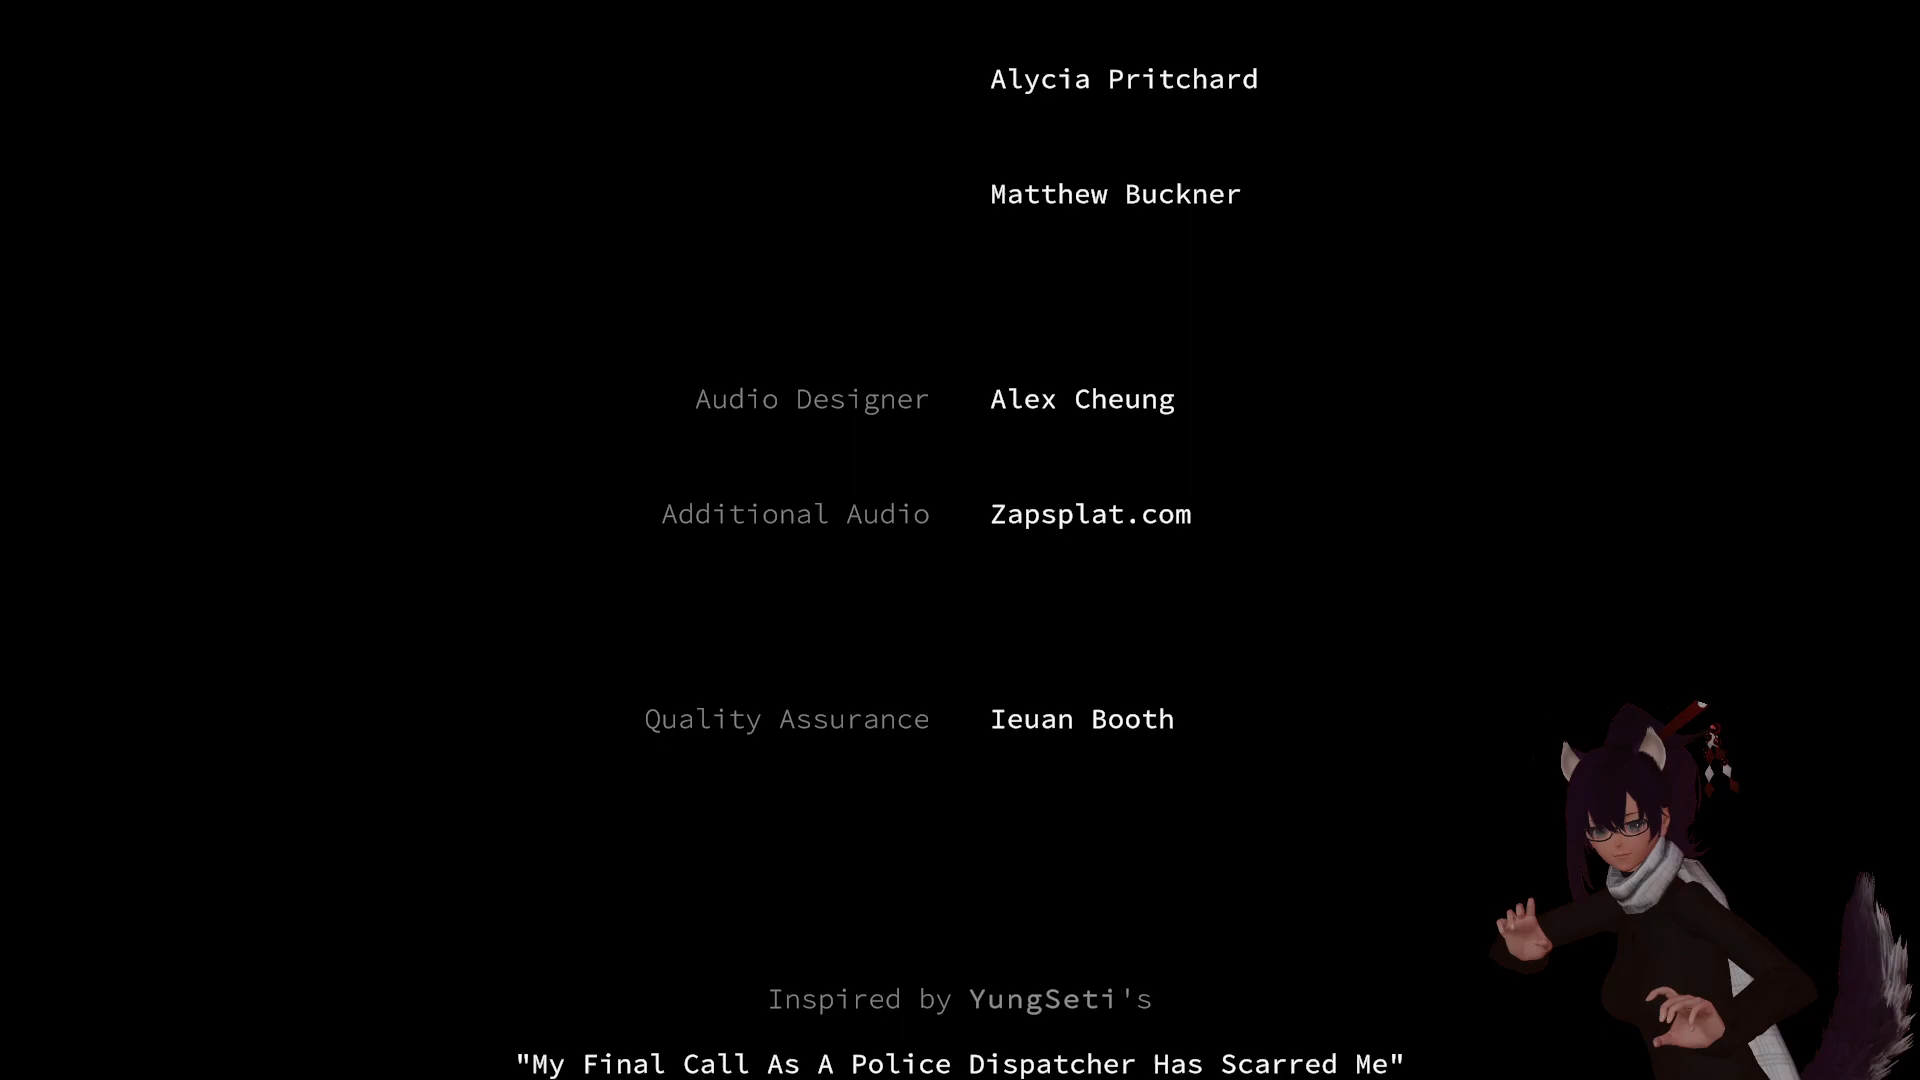 Alycia Pritchard
Matthew Buckner
Audio Designer Alex Cheung
Additional Audio Zapsplat.com
Quality Assurance Ieuan Booth
Inspired by YungSeti's
"My Final Call As A Police Dispatcher Has Scarred Me"